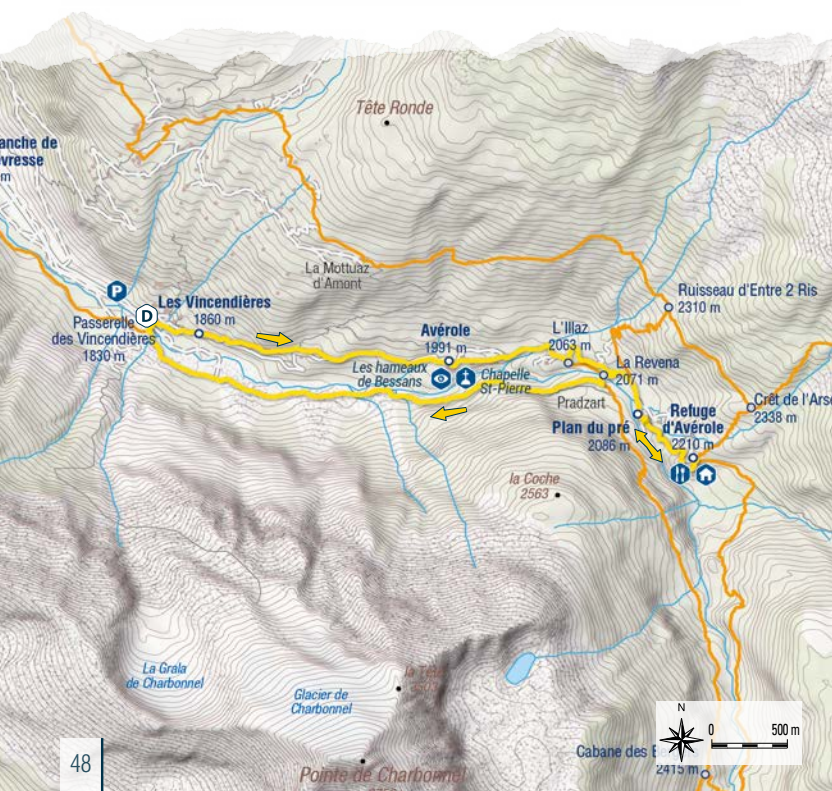 Tête Ronde
anche de
vresse
m
La Mottuaz
d'Amont
Ruisseau d'Entre 2 Ris
2310 m
P
D
Les Vincendières
1860 m
Passerelle
des Vincendières
1830 m
Avérole
1991 m
L'Illaz
2063 m
Les hameaux
de Bessans
Chapelle
St-Pierre
La Revena
2071 m
Pradzart
Crêt de l'Arse
2338 m
Plan du pré
2086 m
Refuge
d'Avérole
2210 m
la Coche
2563
La Grala
de Charbonnel
Glacier de
Charbonnel
Pointe de Charbonnel
Cabane des
2415 m
N
0 500 m
48